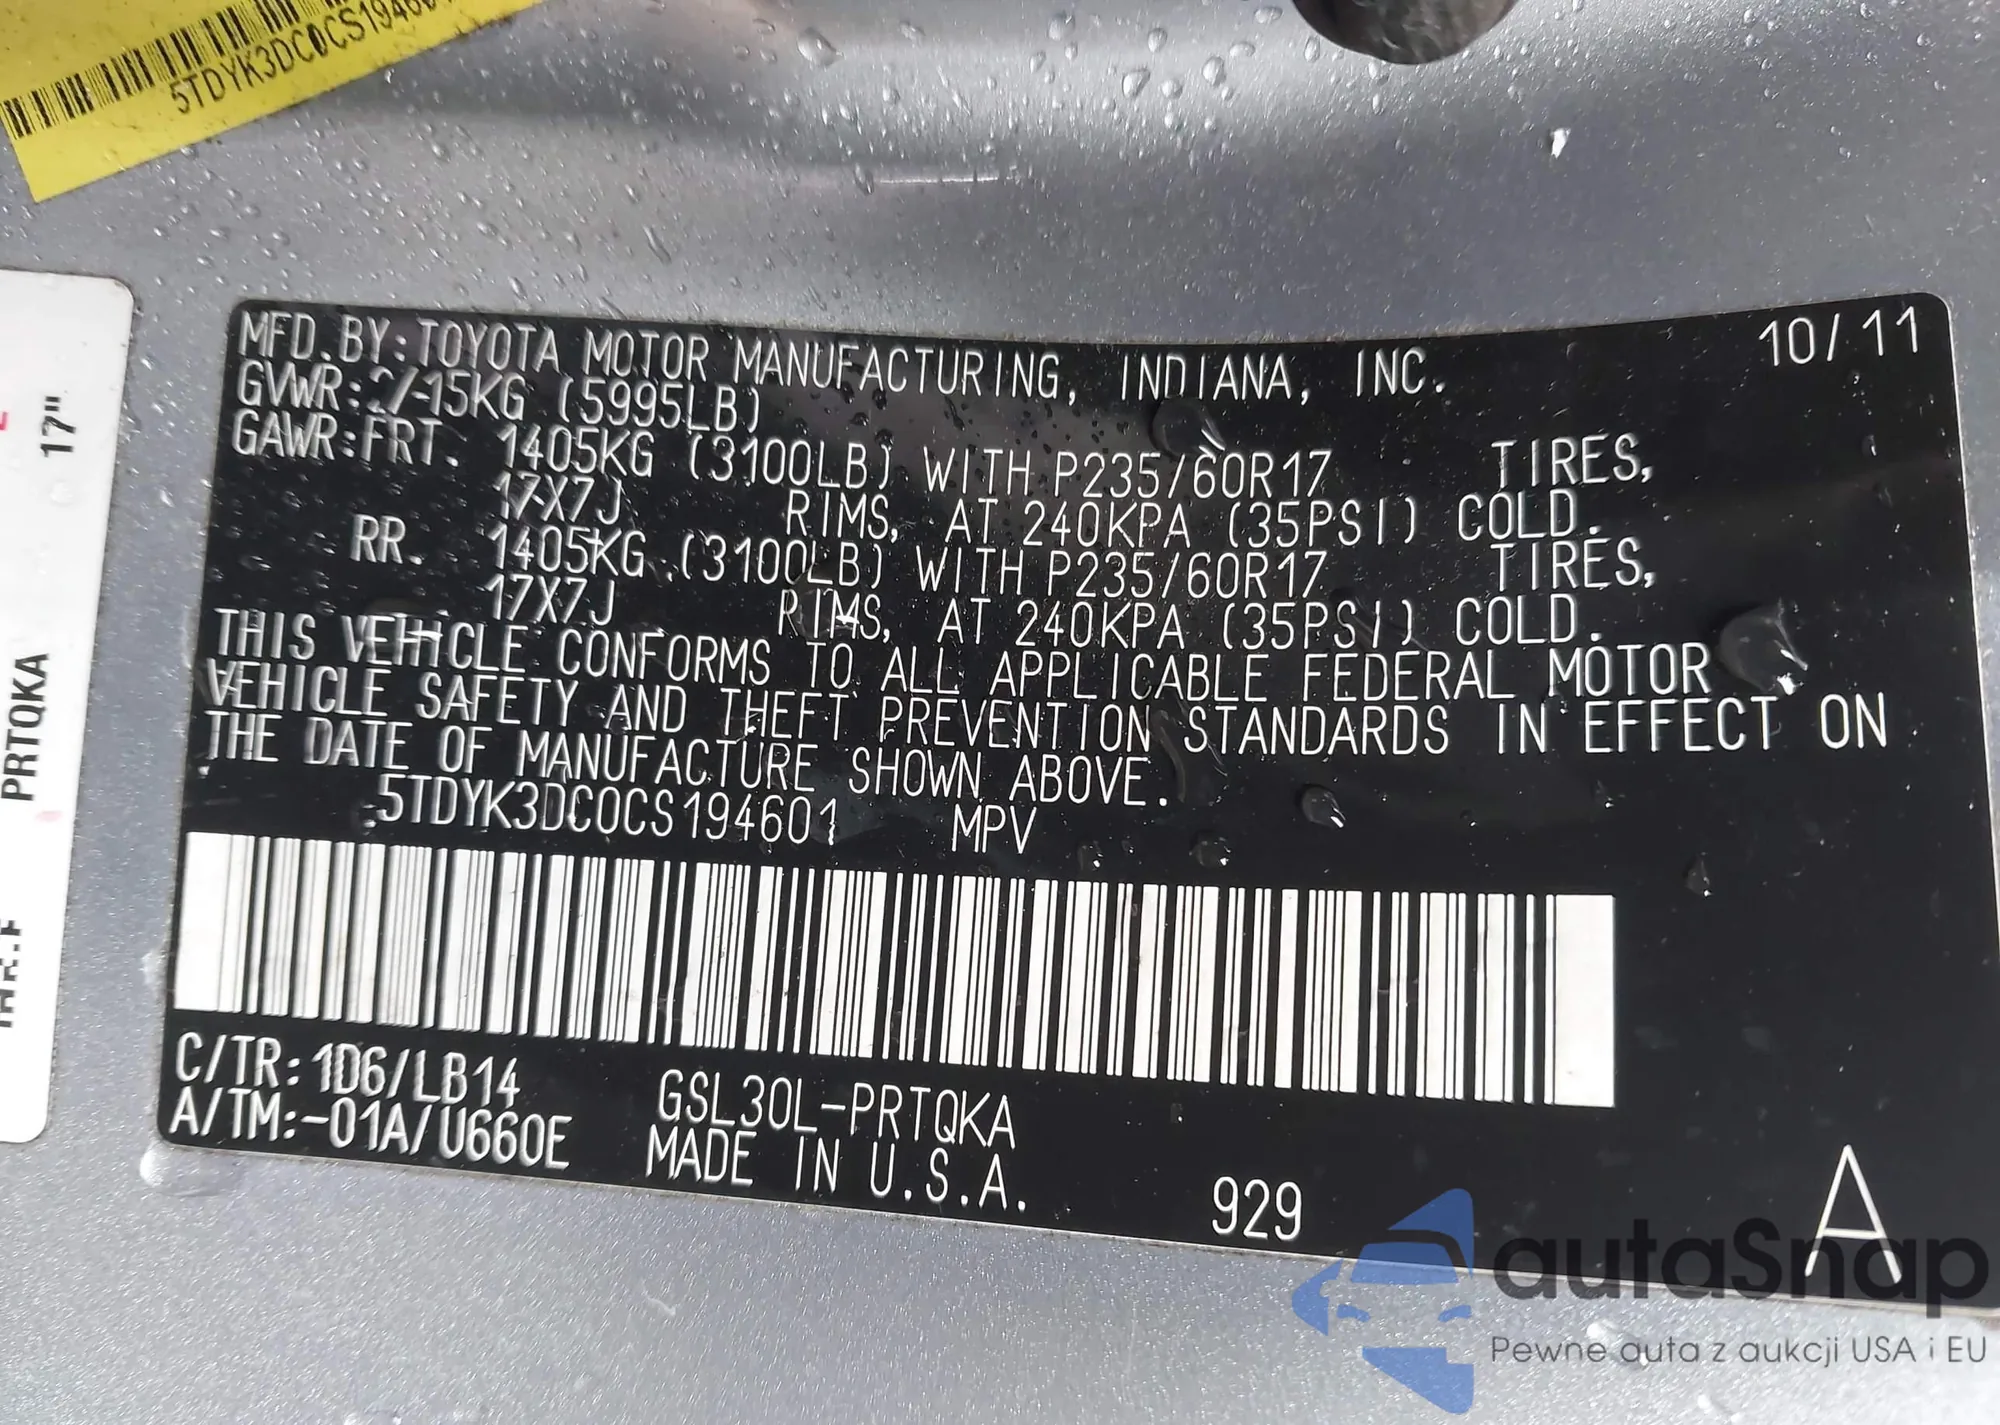 5TDYK3DC0CS19460
17"
PRTQKA
MFD.BY:TOYOTA MOTOR MANUFACTURING, INDIANA, INC. 10/11
GVWR: (5995LB)
GAWR:FRT. 1405KG (3100LB) WITH P235/60R17 TIRES,
17X7J RIMS, AT 240KPA (35PSI) COLD.
RR. 1405KG (3100LB) WITH P235/60R17 TIRES,
17X7J RIMS, AT 240KPA (35PSI) COLD.
THIS VEHICLE CONFORMS TO ALL APPLICABLE FEDERAL MOTOR
VEHICLE SAFETY AND THEFT PREVENTION STANDARDS IN EFFECT ON
THE DATE OF MANUFACTURE SHOWN ABOVE.
5TDYK3DC0CS194601 MPV
C/TR:1D6/LB14 GSL30L-PRTQKA
A/TM:-01A/U660E MADE IN U.S.A.
929 A
autaSnap
Pewne auta z aukcji USA i EU